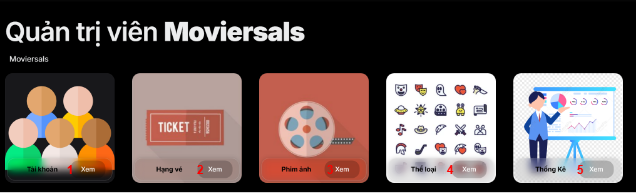 Quản trị viên Moviersals
Moviersals
TICKET
Tài khoản 1 Xem
Hạng vé 2 Xem
Phim ảnh 3 Xem
Thể loại 4 Xem
Thống Kê 5 Xem